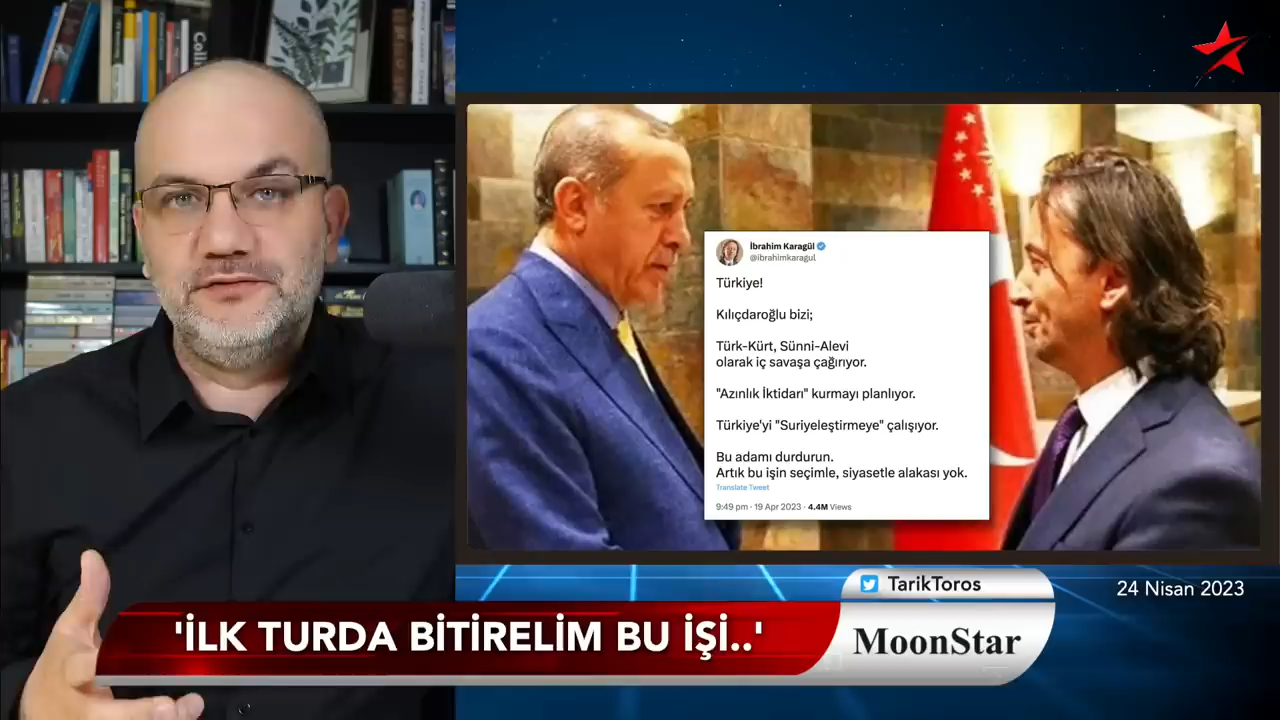 İbrahim Karagül
@ibrahimkaragul
Türkiye!
Kılıçdaroğlu bizi;
Türk-Kürt, Sünni-Alevi
olarak iç savaşa çağırıyor.
"Azınlık İktidarı" kurmayı planlıyor.
Türkiye'yi "Suriyeleştirmeye" çalışıyor.
Bu adamı durdurun.
Artık bu işin seçimle, siyasetle alakası yok.
Translate Tweet
9:49 pm · 19 Apr 2023 · 4.4M Views
TarikToros
24 Nisan 2023
'İLK TURDA BİTİRELİM BU İŞİ..'
MoonStar